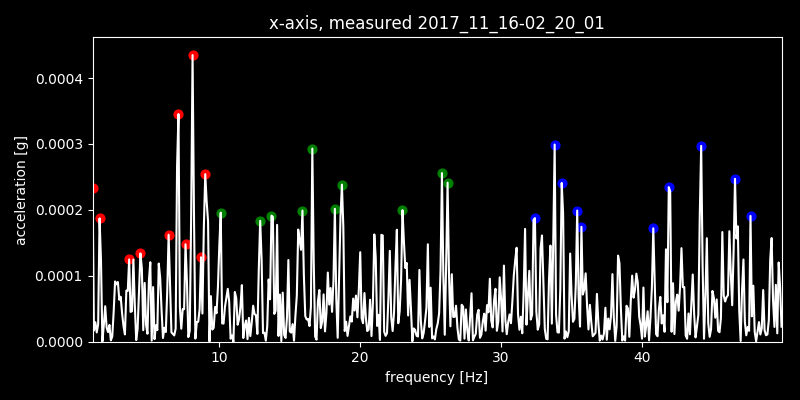 x-axis, measured 2017_11_16-02_20_01
acceleration [g]
0.0004
0.0003
0.0002
0.0001
0.0000
10 20 30 40
frequency [Hz]